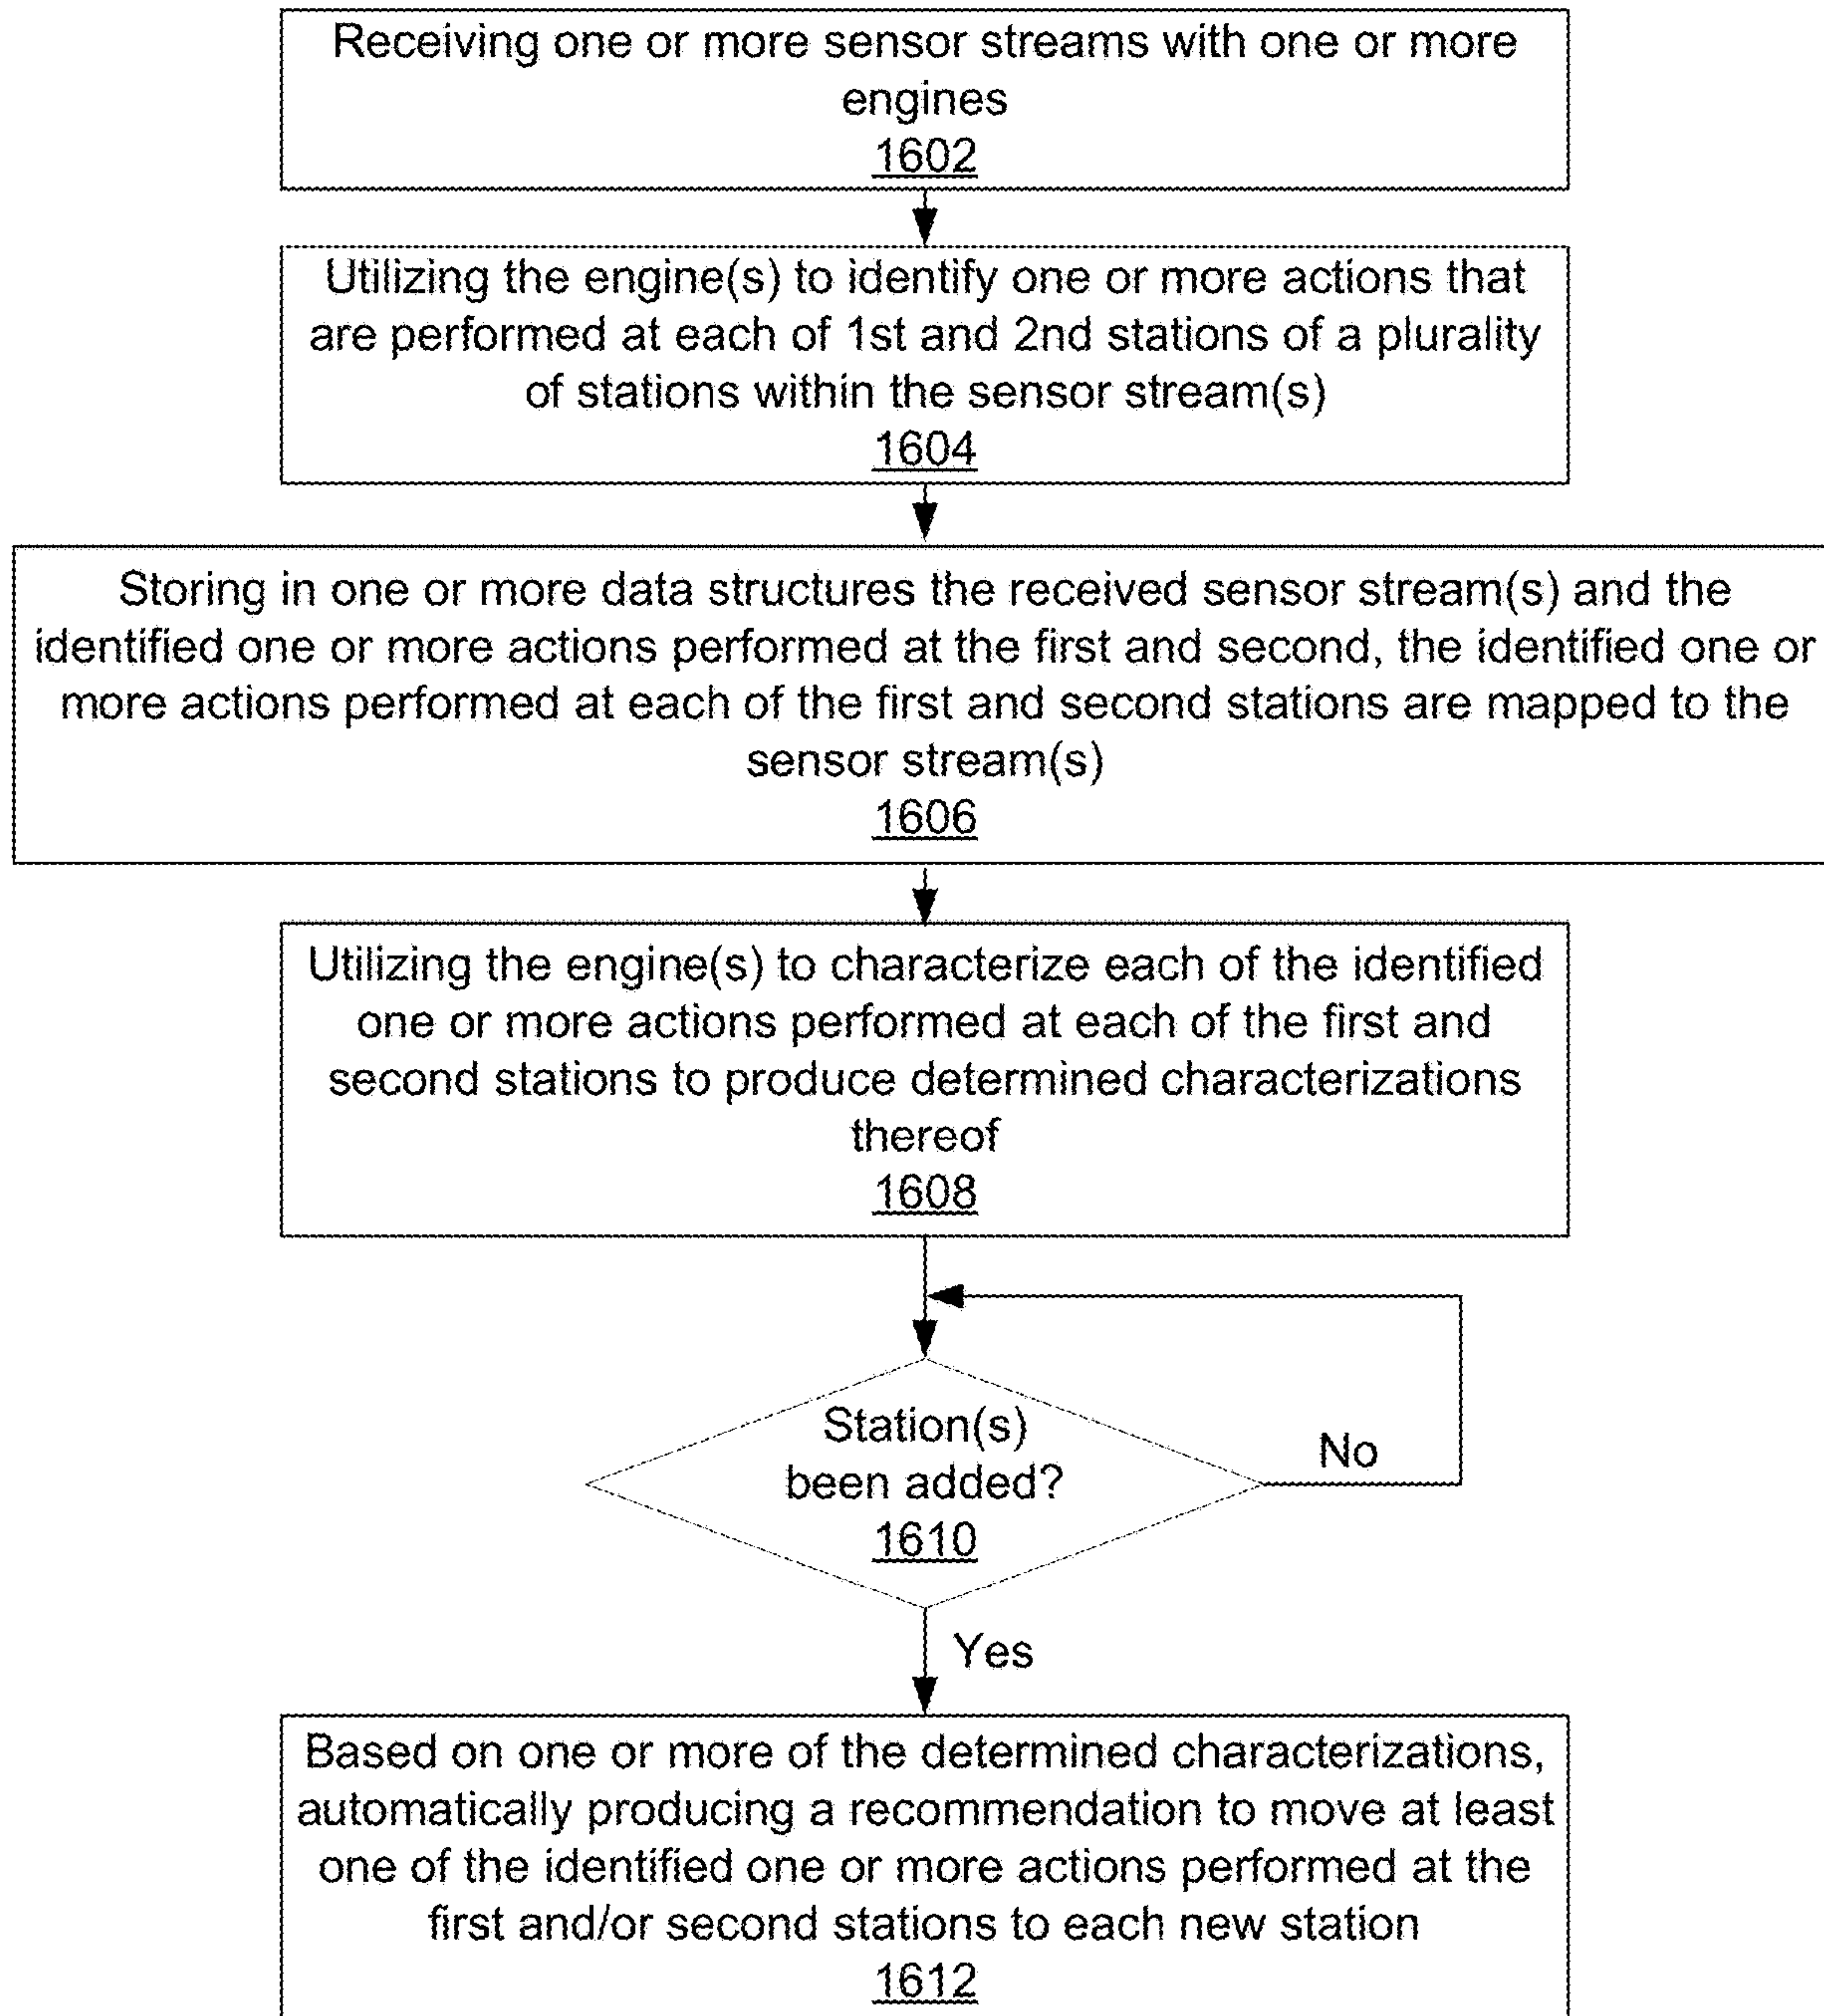 Receiving one or more sensor streams with one or more
engines
1602
Utilizing the engine(s) to identify one or more actions that
are performed at each of 1st and 2nd stations of a plurality
of stations within the sensor stream(s)
1604
Storing in one or more data structures the received sensor stream(s) and the
identified one or more actions performed at the first and second, the identified one or
more actions performed at each of the first and second stations are mapped to the
sensor stream(s)
1606
Utilizing the engine(s) to characterize each of the identified
one or more actions performed at each of the first and
second stations to produce determined characterizations
thereof
1608
Station(s)
been added?
1610
No
Yes
Based on one or more of the determined characterizations,
automatically producing a recommendation to move at least
one of the identified one or more actions performed at the
first and/or second stations to each new station
1612